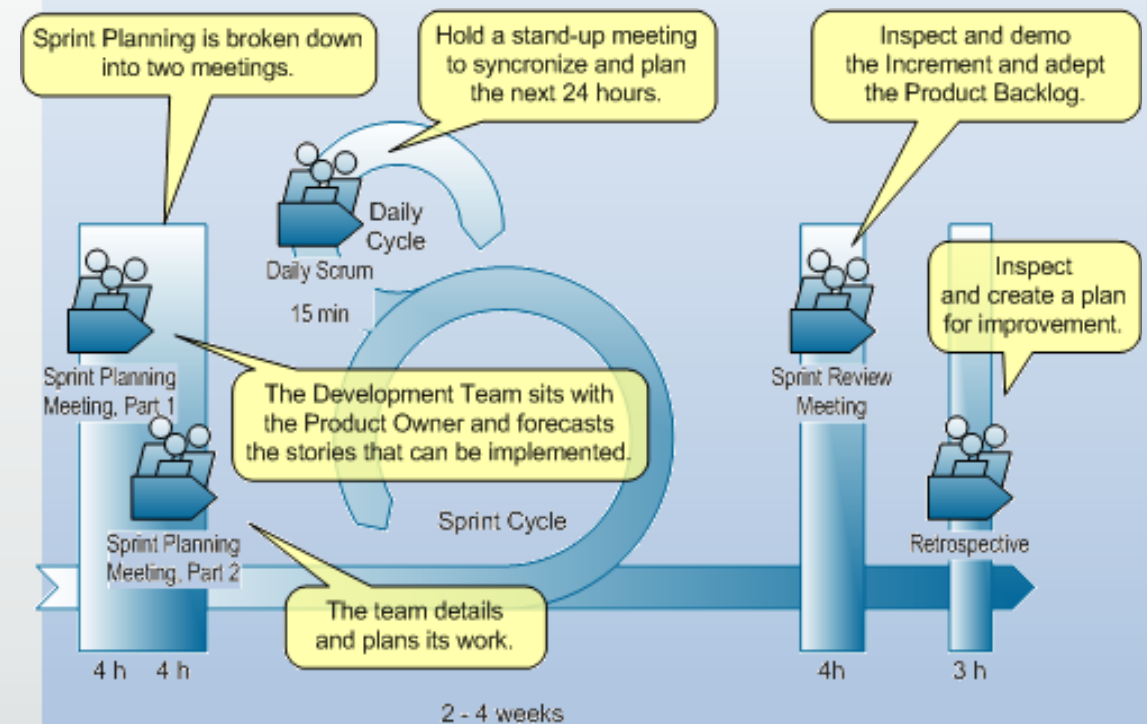 Sprint Planning is broken down
into two meetings.
Hold a stand-up meeting
to syncronize and plan
the next 24 hours.
Inspect and demo
the Increment and adept
the Product Backlog.
Daily
Cycle
Daily Scrum
15 min
Inspect
and create a plan
for improvement.
Sprint Planning
Meeting, Part 1
The Development Team sits with
the Product Owner and forecasts
the stories that can be implemented.
Sprint Review
Meeting
Sprint Cycle
Sprint Planning
Meeting, Part 2
Retrospective
The team details
and plans its work.
4 h 4 h
4h
3 h
2 - 4 weeks